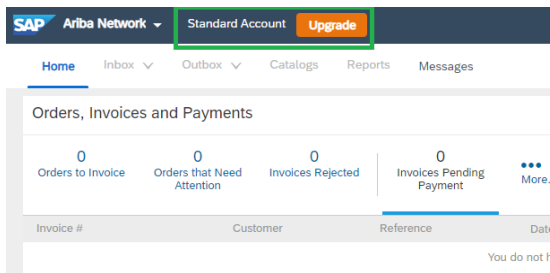 SAP Ariba Network Standard Account Upgrade
Home Inbox Outbox Catalogs Reports Messages
Orders, Invoices and Payments
0 0 0 0
Orders to Invoice Orders that Need Invoices Rejected Invoices Pending More.
Attention Payment
Invoice # Customer Reference Date
You do not h